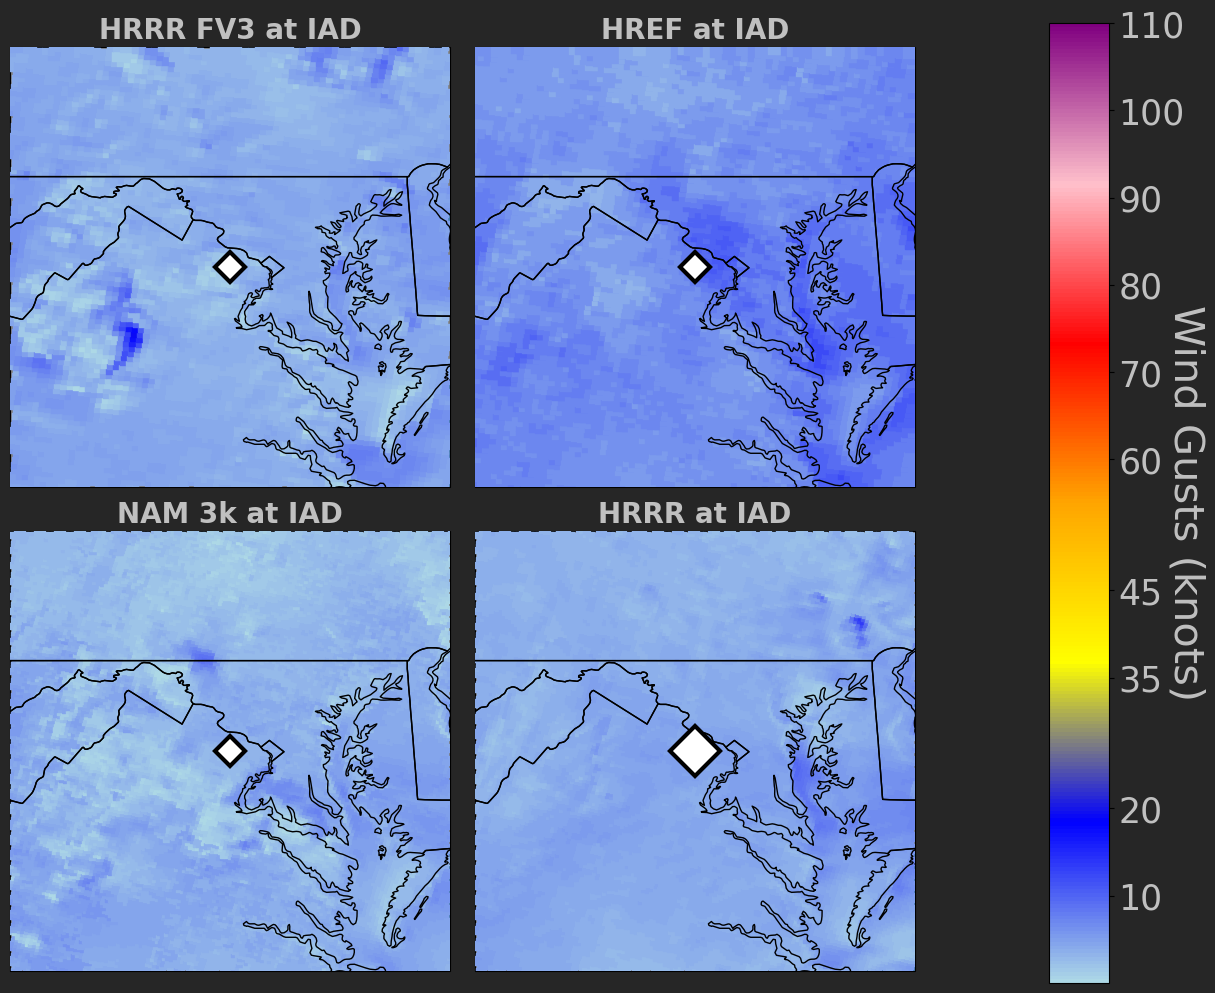 HRRR FV3 at IAD
HREF at IAD
NAM 3k at IAD
HRRR at IAD
110
100
90
80
70
60
45
35
20
10
Wind Gusts (knots)